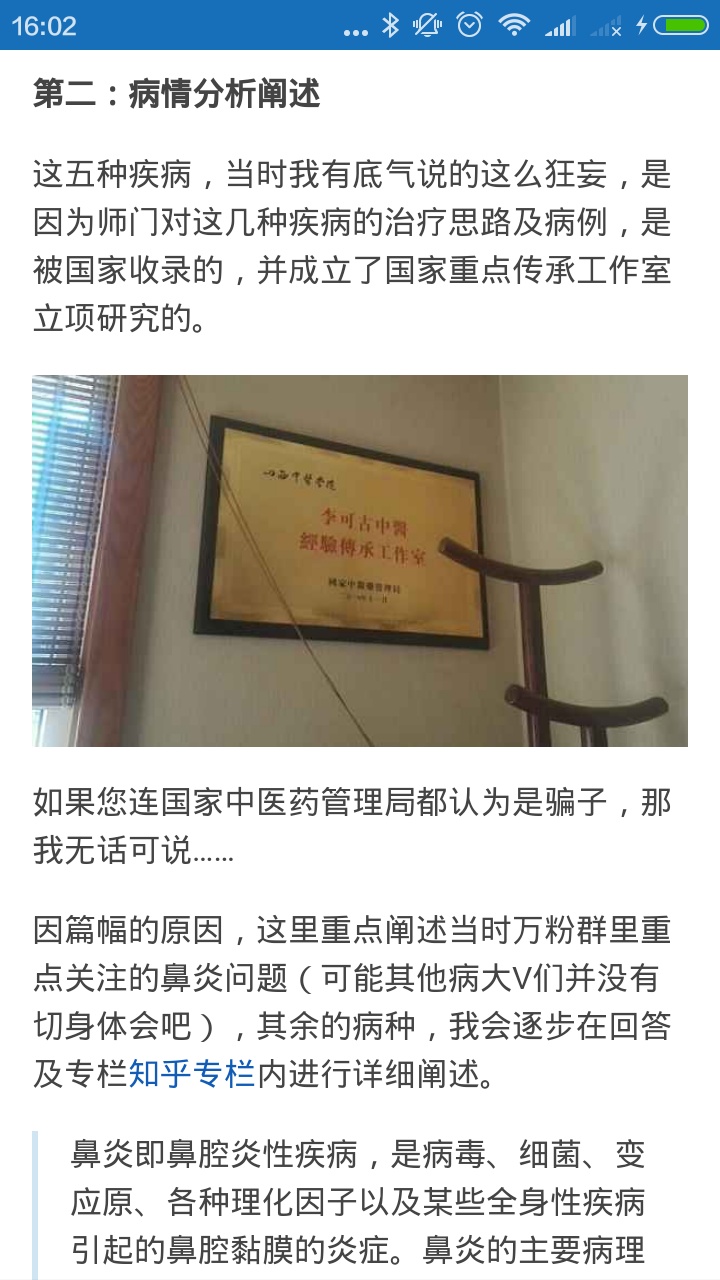 16:02
第二：病情分析阐述
这五种疾病，当时我有底气说的这么狂妄，是
因为师门对这几种疾病的治疗思路及病例，是
被国家收录的，并成立了国家重点传承工作室
立项研究的。
山西中醫学院
李可古中醫
經驗傳承工作室
國家中醫藥管理局
如果您连国家中医药管理局都认为是骗子，那
我无话可说……
因篇幅的原因，这里重点阐述当时万粉群里重
点关注的鼻炎问题（可能其他病大V们并没有
切身体会吧），其余的病种，我会逐步在回答
及专栏知乎专栏内进行详细阐述。
鼻炎即鼻腔炎性疾病，是病毒、细菌、变
应原、各种理化因子以及某些全身性疾病
引起的鼻腔黏膜的炎症。鼻炎的主要病理